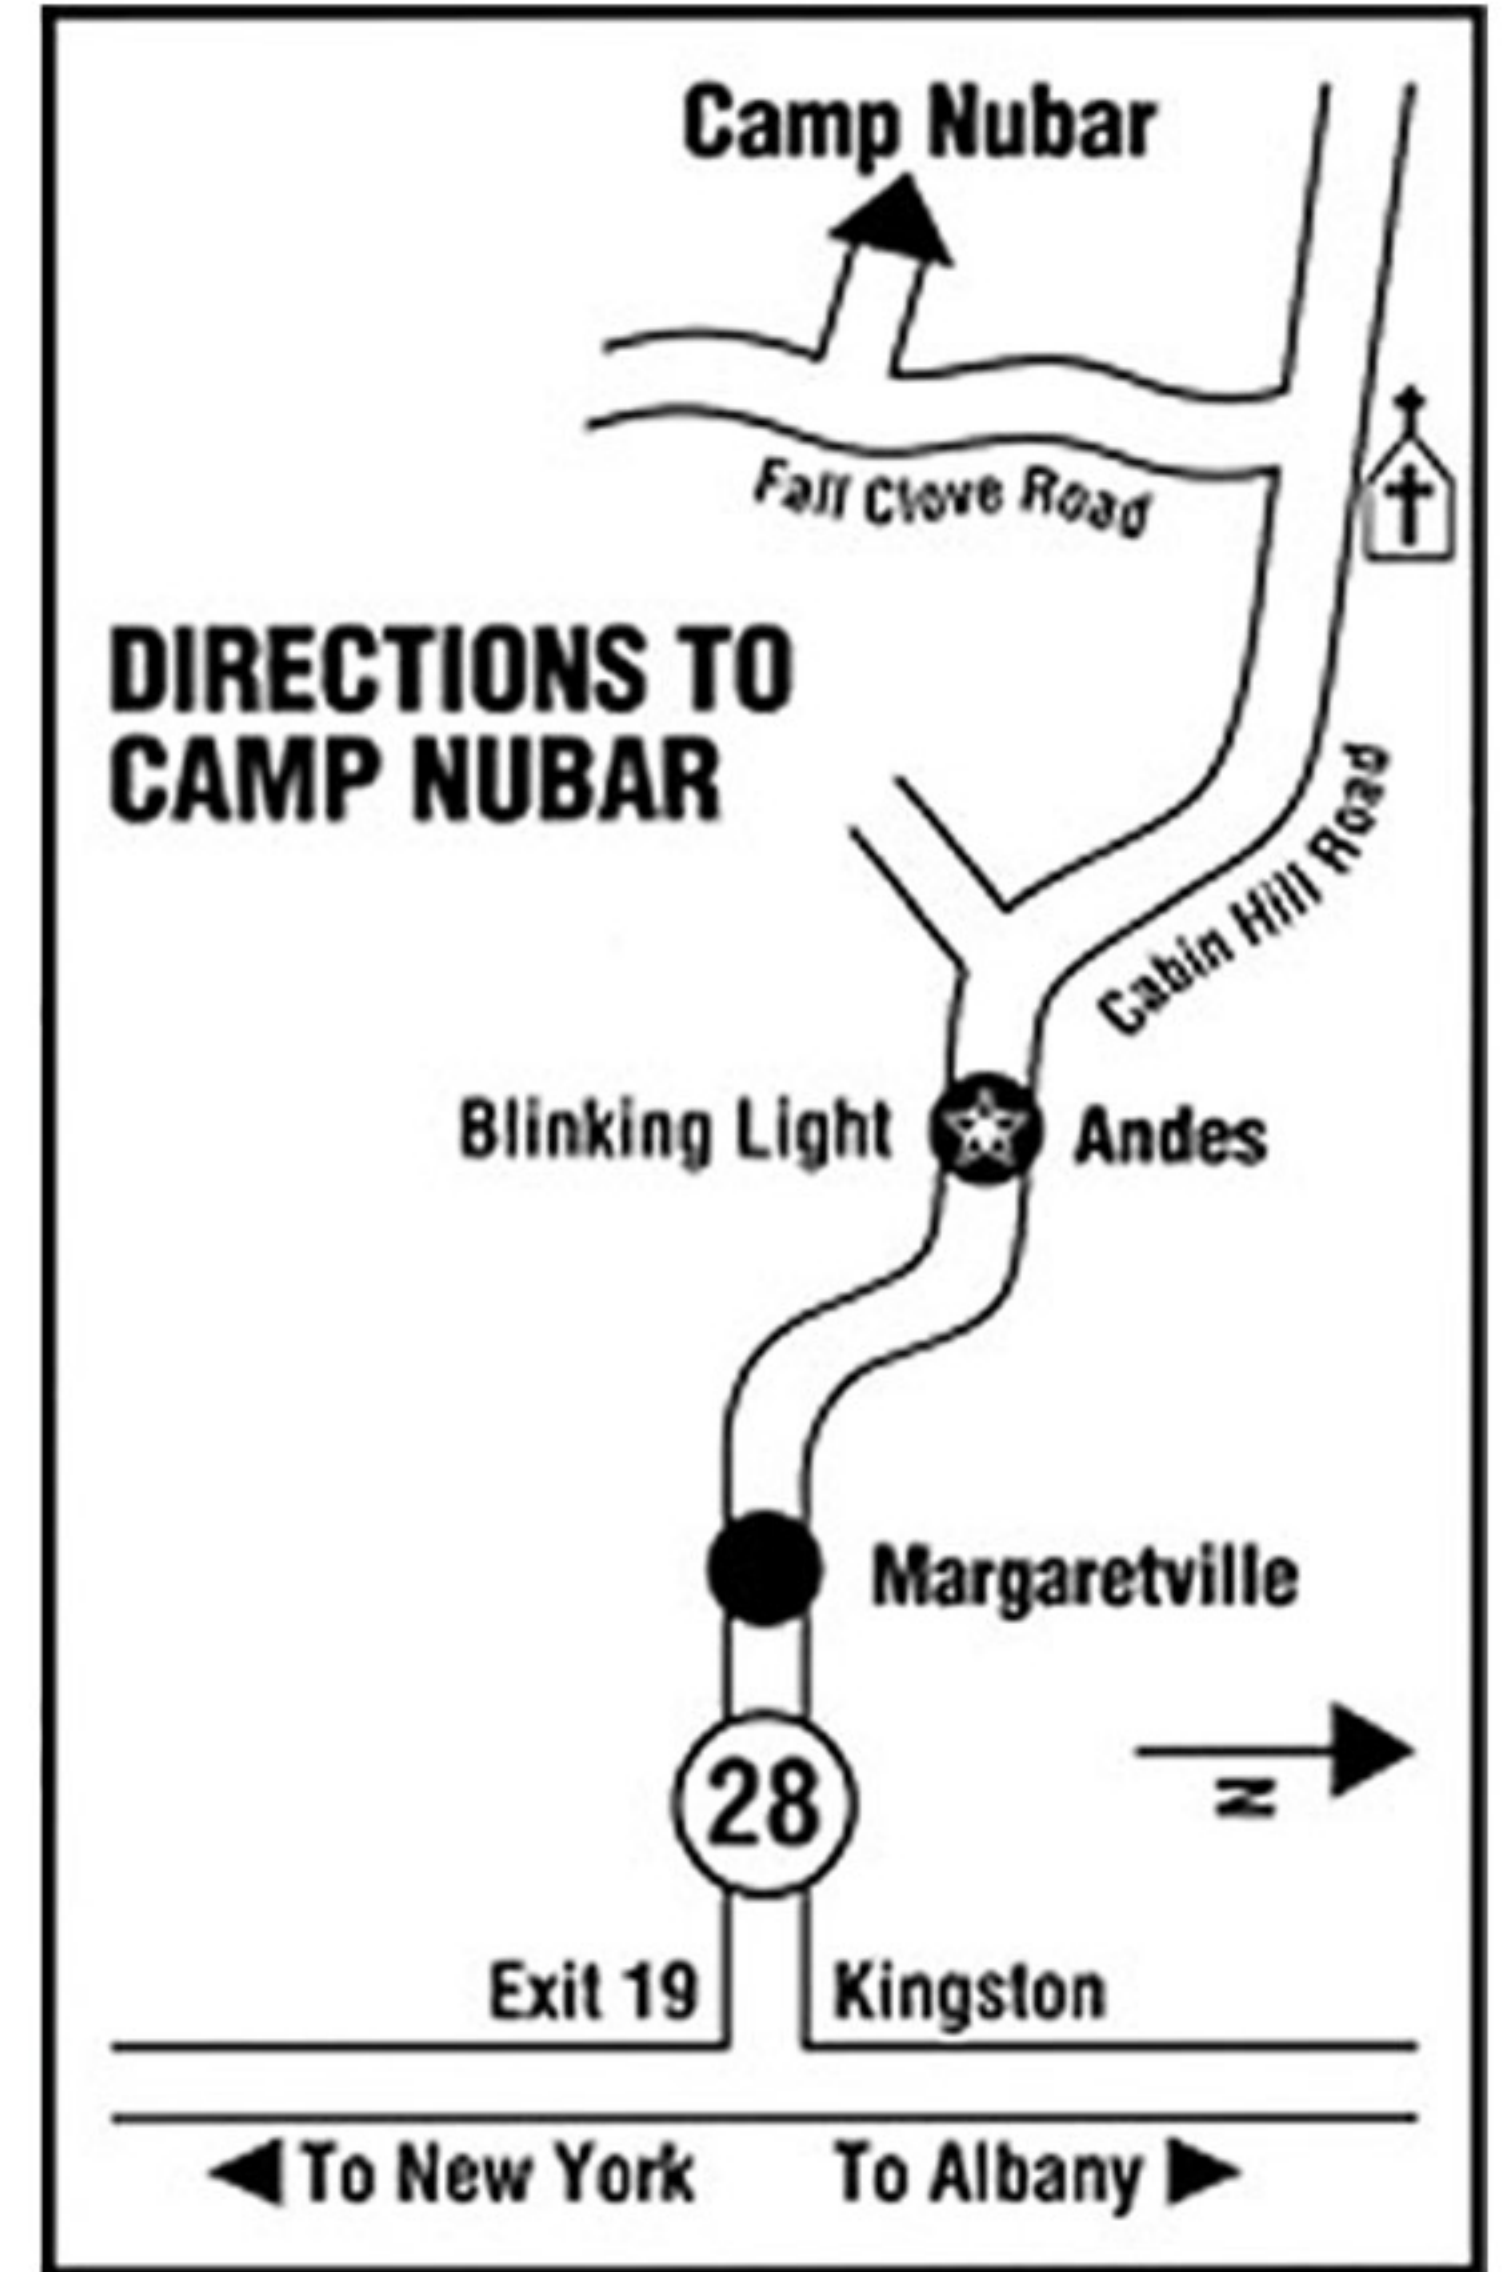 Camp Nubar
Fall Clove Road
DIRECTIONS TO
CAMP NUBAR
Cabin Hill Road
Blinking Light
Andes
Margaretville
28
N
Exit 19
Kingston
To New York
To Albany